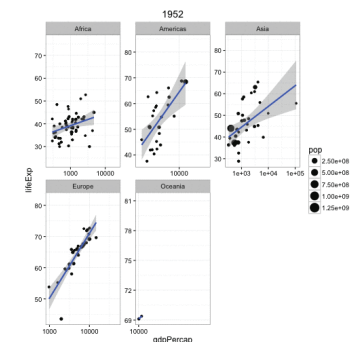 1952
Africa
Americas
Asia
70
60
50
40
30
1000
10000
80
70
60
50
40
10000
80
70
60
50
40
30
1e+03
1e+04
1e+05
lifeExp
Europe
Oceania
80
70
60
50
1000
10000
81
78
75
72
69
10000
gdpPercap
pop
2.50e+08
5.00e+08
7.50e+08
1.00e+09
1.25e+09